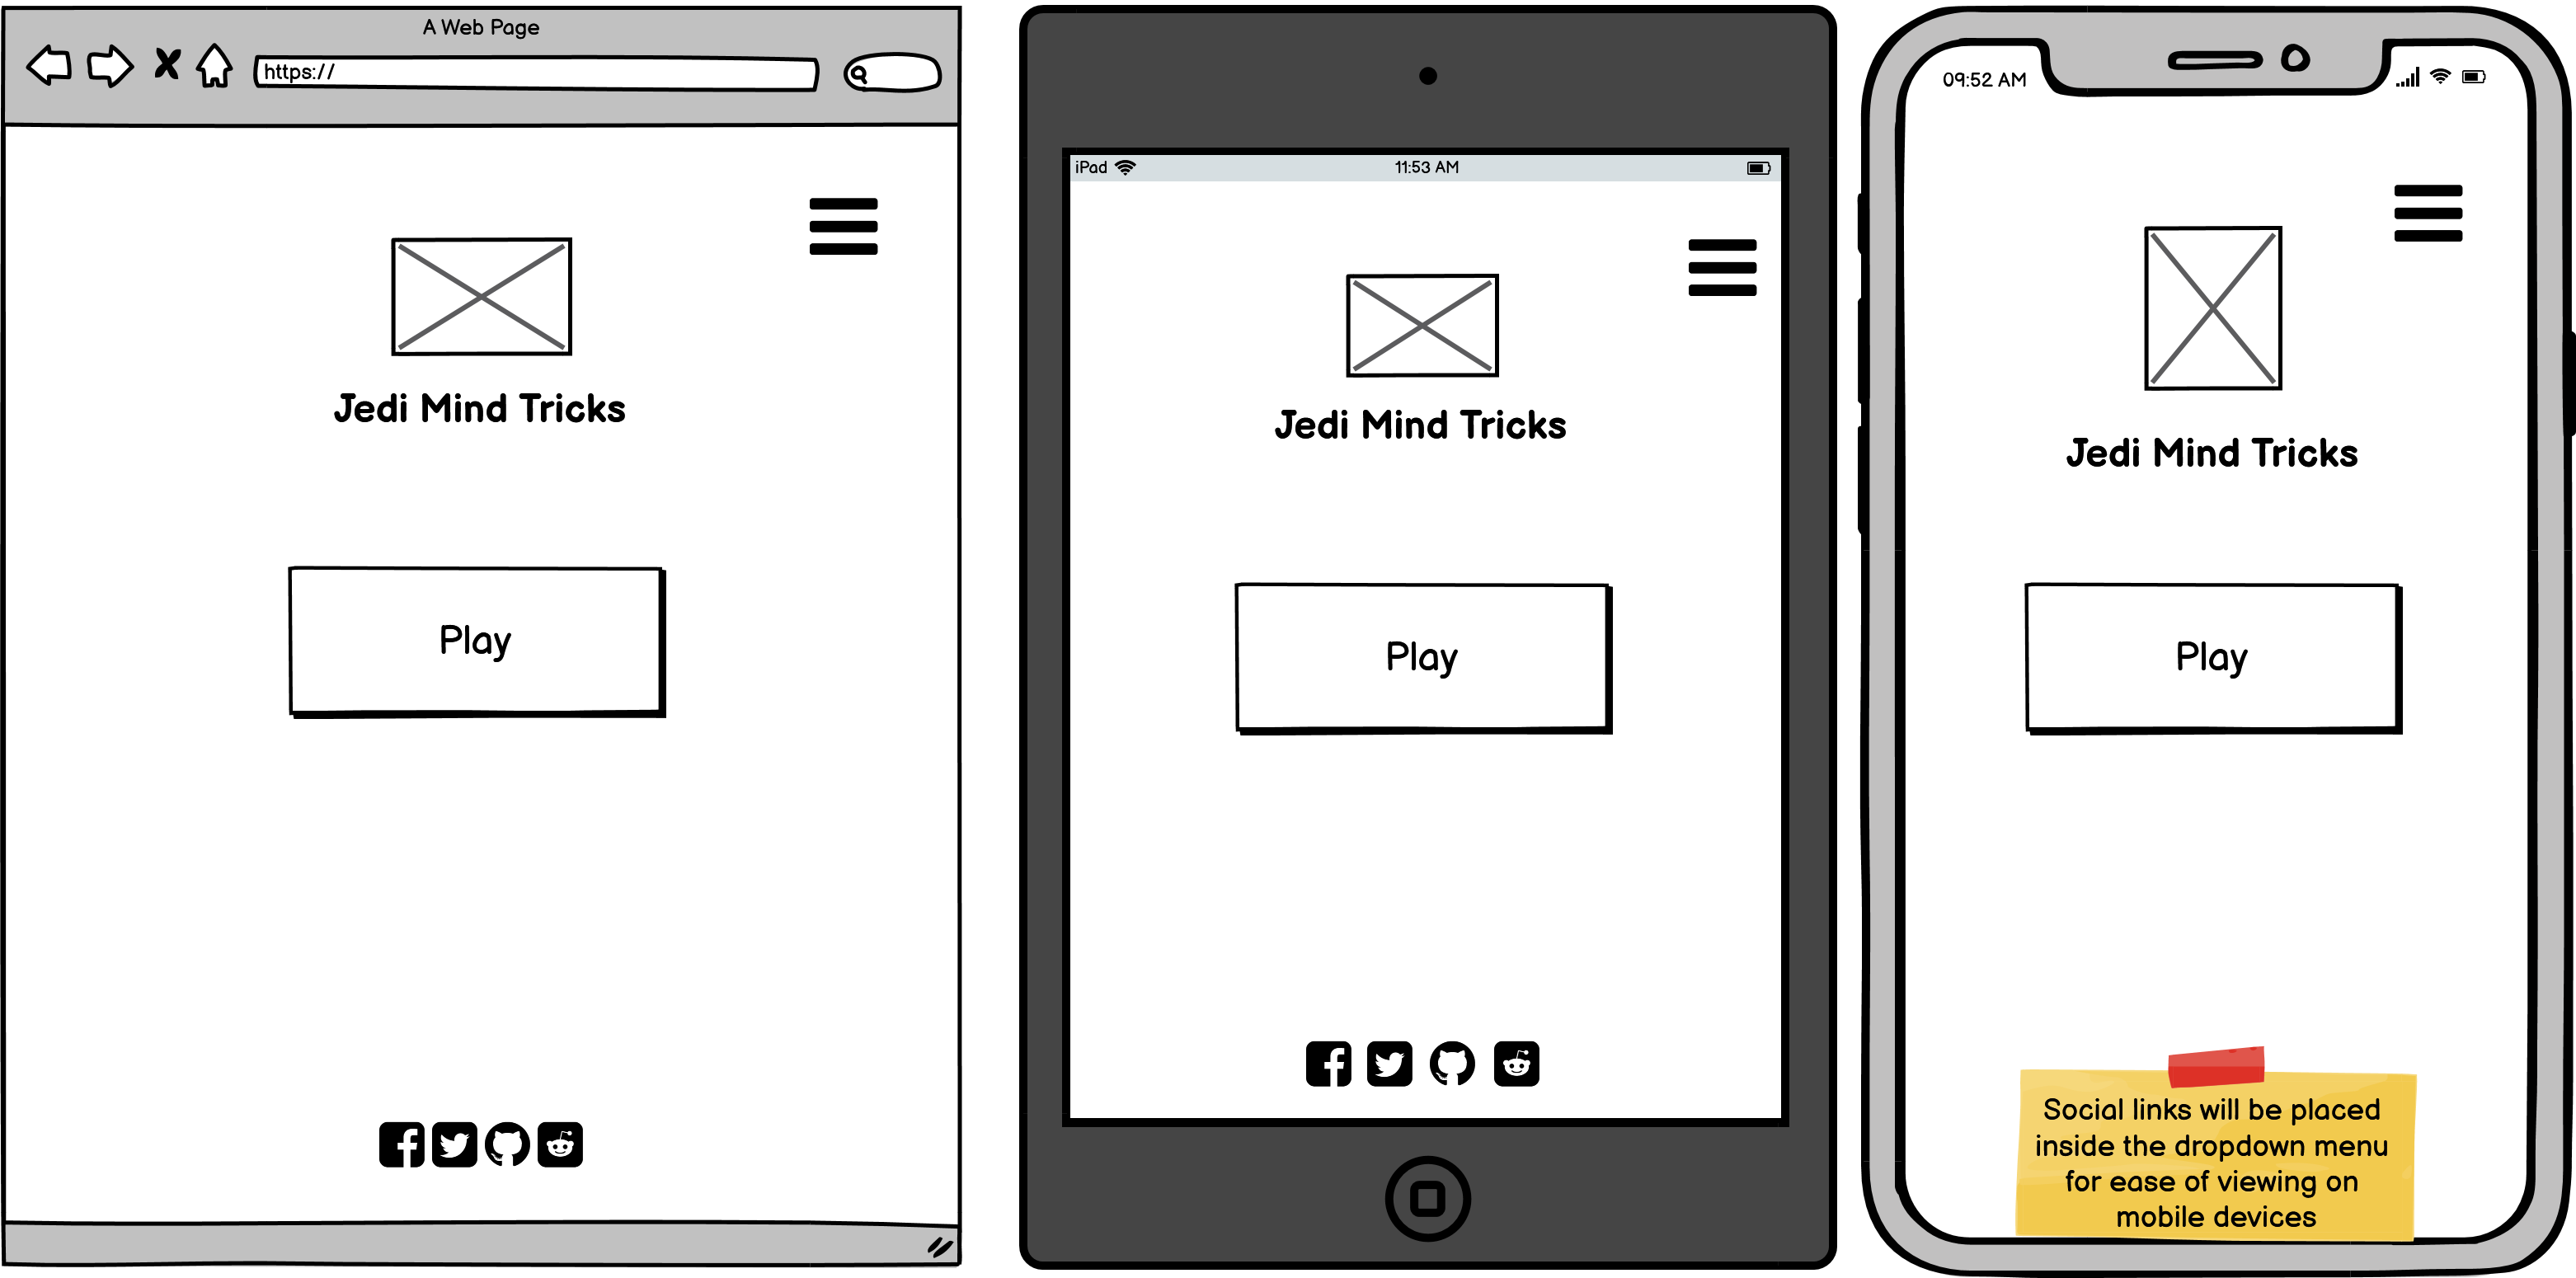 A Web Page
https://
Jedi Mind Tricks
Play
iPad
11:53 AM
Jedi Mind Tricks
Play
09:52 AM
Jedi Mind Tricks
Play
Social links will be placed
inside the dropdown menu
for ease of viewing on
mobile devices